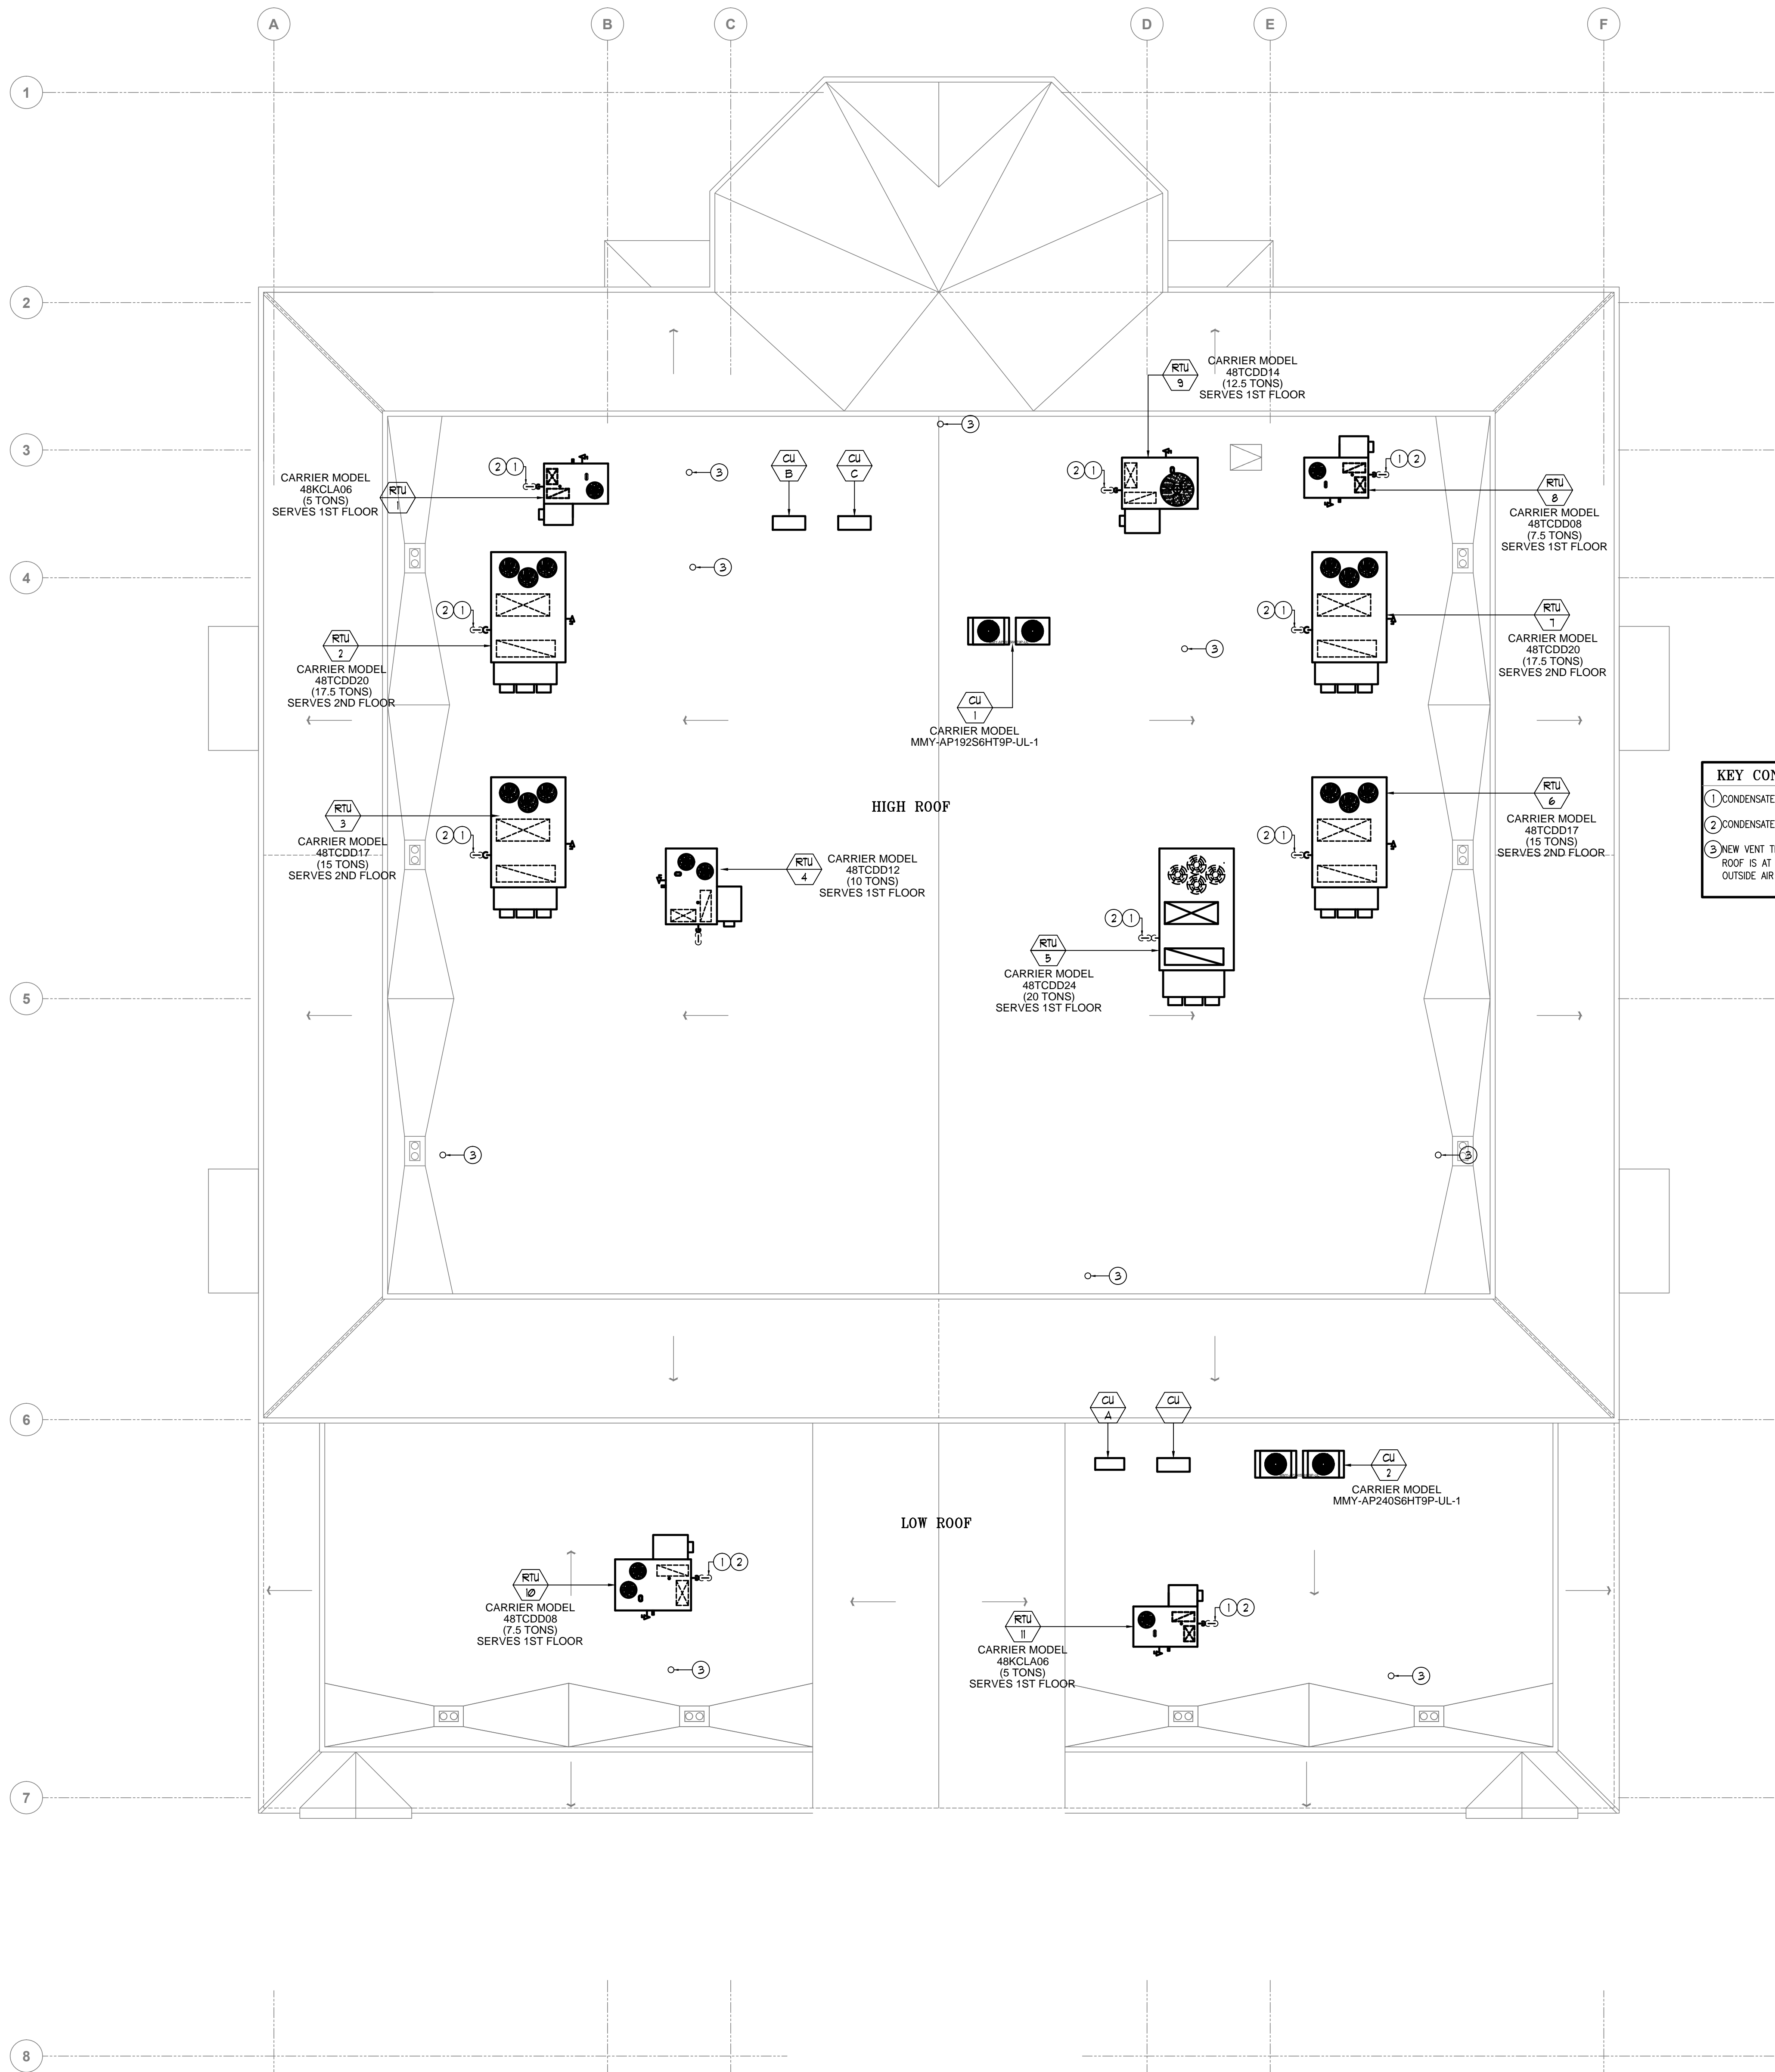 A
B
C
D
E
F
1
2
3
4
5
6
7
8
RTU
9
CARRIER MODEL
48TCDD14
(12.5 TONS)
SERVES 1ST FLOOR
3
2 1
3
CU
B
CU
C
2 1
1 2
CARRIER MODEL
48KCLA06
(5 TONS)
SERVES 1ST FLOOR
RTU
1
RTU
8
CARRIER MODEL
48TCDD08
(7.5 TONS)
SERVES 1ST FLOOR
3
2 1
2 1
RTU
2
CARRIER MODEL
48TCDD20
(17.5 TONS)
SERVES 2ND FLOOR
3
RTU
7
CARRIER MODEL
48TCDD20
(17.5 TONS)
SERVES 2ND FLOOR
CU
1
CARRIER MODEL
MMY-AP192S6HT9P-UL-1
HIGH ROOF
RTU
3
CARRIER MODEL
48TCDD17
(15 TONS)
SERVES 2ND FLOOR
2 1
2 1
RTU
6
CARRIER MODEL
48TCDD17
(15 TONS)
SERVES 2ND FLOOR
KEY CON
1 CONDENSATE
2 CONDENSATE
3 NEW VENT T
ROOF IS AT
OUTSIDE AIR
RTU
4
CARRIER MODEL
48TCDD12
(10 TONS)
SERVES 1ST FLOOR
2 1
RTU
5
CARRIER MODEL
48TCDD24
(20 TONS)
SERVES 1ST FLOOR
3
3
3
CU
A
CU
CU
2
CARRIER MODEL
MMY-AP240S6HT9P-UL-1
LOW ROOF
1 2
RTU
10
CARRIER MODEL
48TCDD08
(7.5 TONS)
SERVES 1ST FLOOR
1 2
RTU
11
CARRIER MODEL
48KCLA06
(5 TONS)
SERVES 1ST FLOOR
3
3